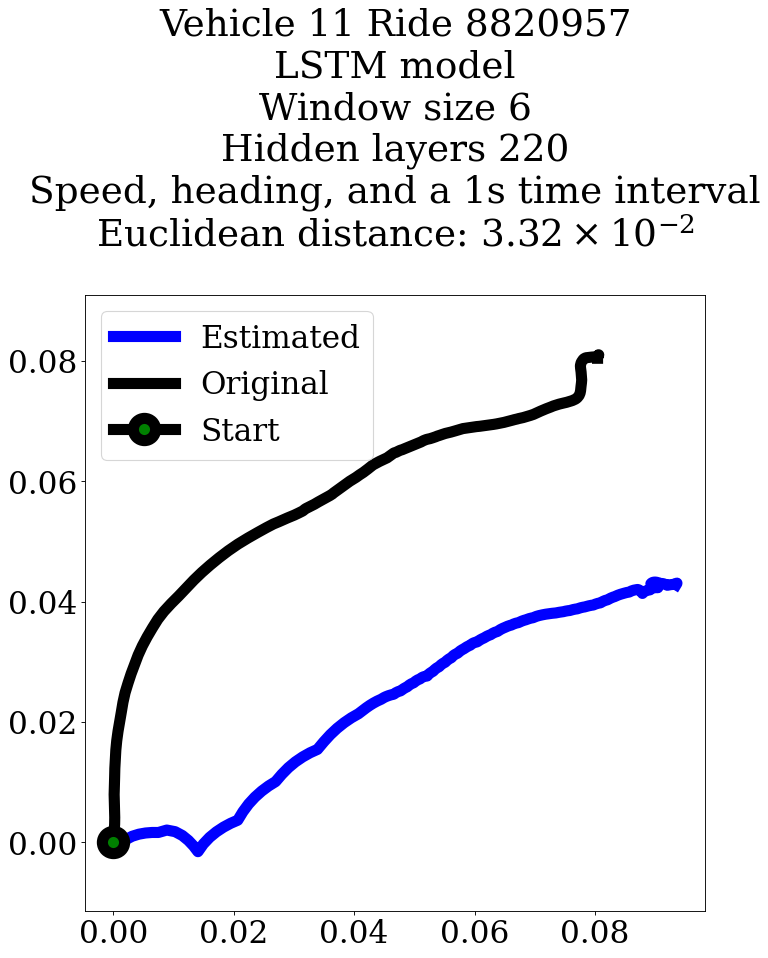 Vehicle 11 Ride 8820957
LSTM model
Window size 6
Hidden layers 220
Speed, heading, and a 1s time interval
Euclidean distance: 3.32 × 10⁻²
Estimated
Original
Start
0.08
0.06
0.04
0.02
0.00
0.00 0.02 0.04 0.06 0.08